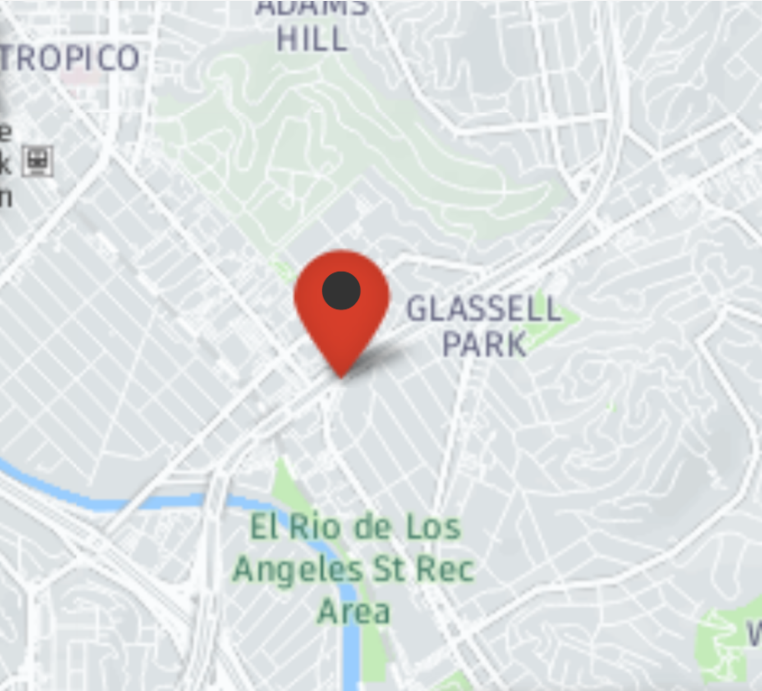 ADAMS
HILL
TROPICO
e
k
n
GLASSELL
PARK
El Rio de Los
Angeles St Rec
Area
W